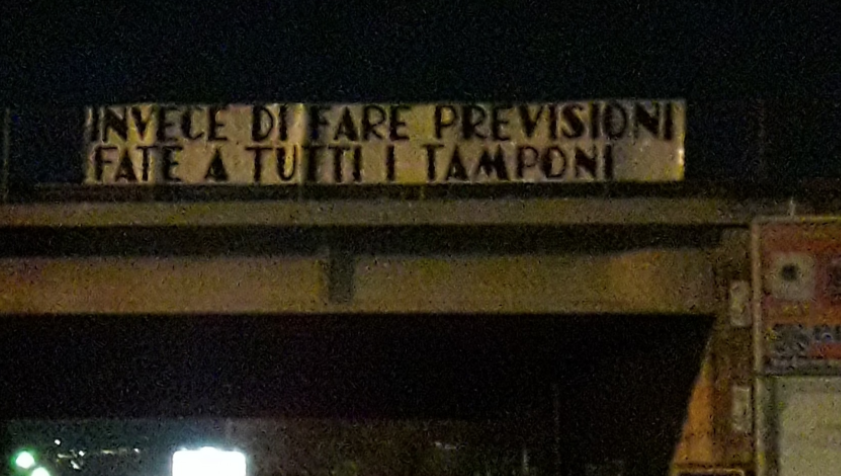 INVECE DI FARE PREVISIONI
FATE A TUTTI I TAMPONI